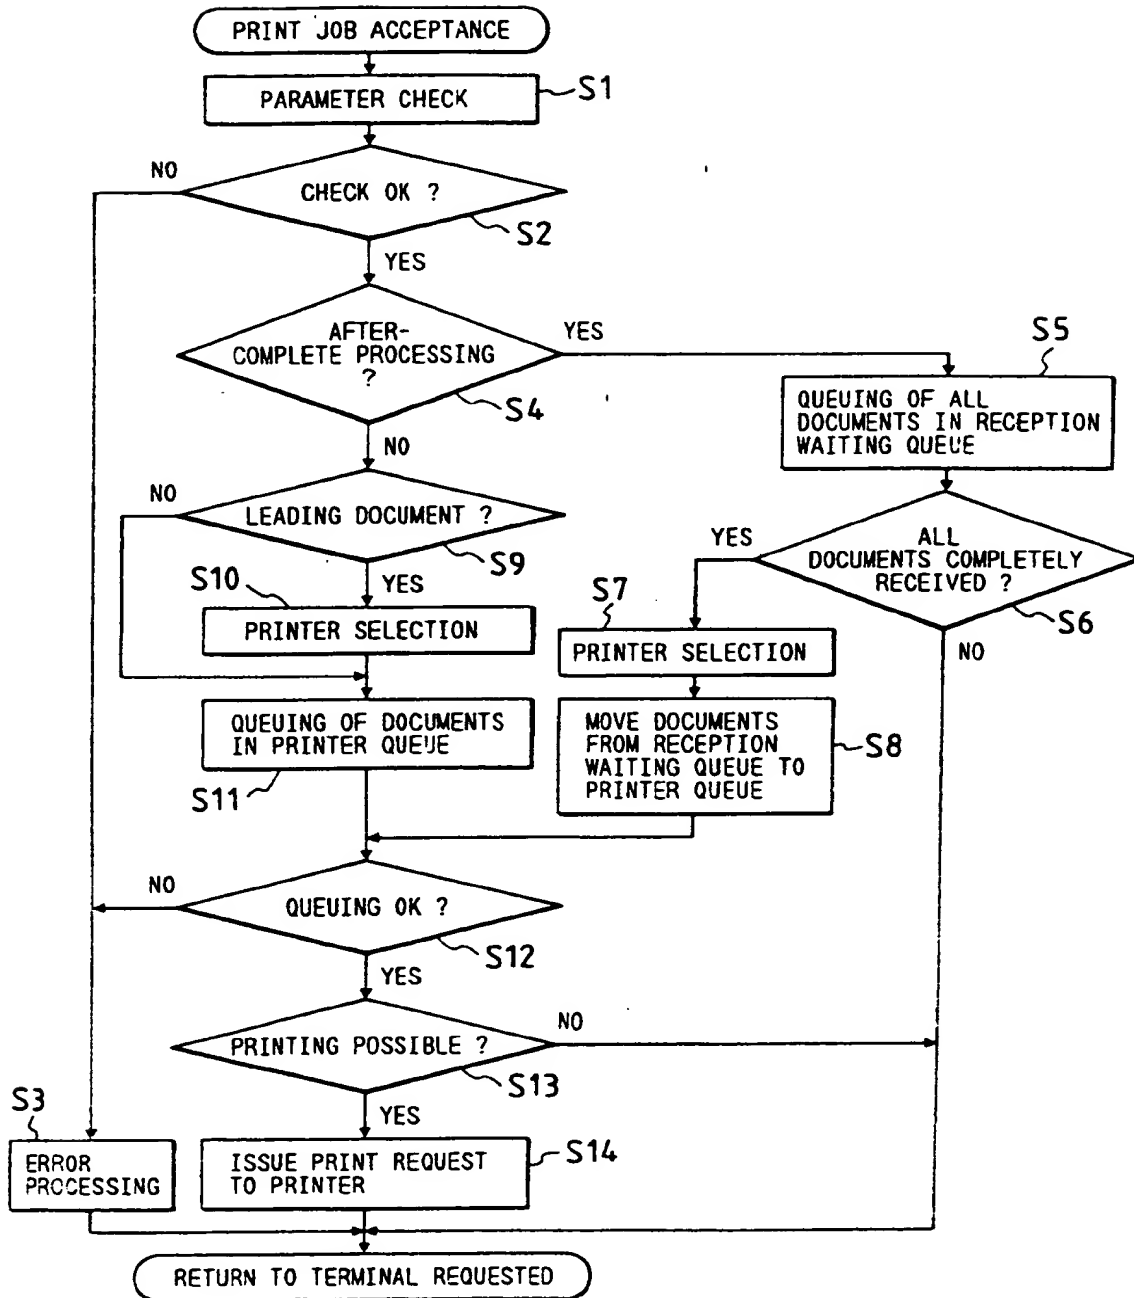 PRINT JOB ACCEPTANCE
PARAMETER CHECK
S1
NO
CHECK OK ?
S2
YES
AFTER-
COMPLETE PROCESSING
?
YES
S4
S5
QUEUING OF ALL
DOCUMENTS IN RECEPTION
WAITING QUEUE
NO
NO
LEADING DOCUMENT ?
S9
YES
ALL
DOCUMENTS COMPLETELY
RECEIVED ?
S6
NO
YES
S10
PRINTER SELECTION
S7
PRINTER SELECTION
QUEUING OF DOCUMENTS
IN PRINTER QUEUE
S11
MOVE DOCUMENTS
FROM RECEPTION
WAITING QUEUE TO
PRINTER QUEUE
S8
NO
QUEUING OK ?
S12
YES
NO
PRINTING POSSIBLE ?
S13
YES
S3
ERROR
PROCESSING
ISSUE PRINT REQUEST
TO PRINTER
S14
RETURN TO TERMINAL REQUESTED